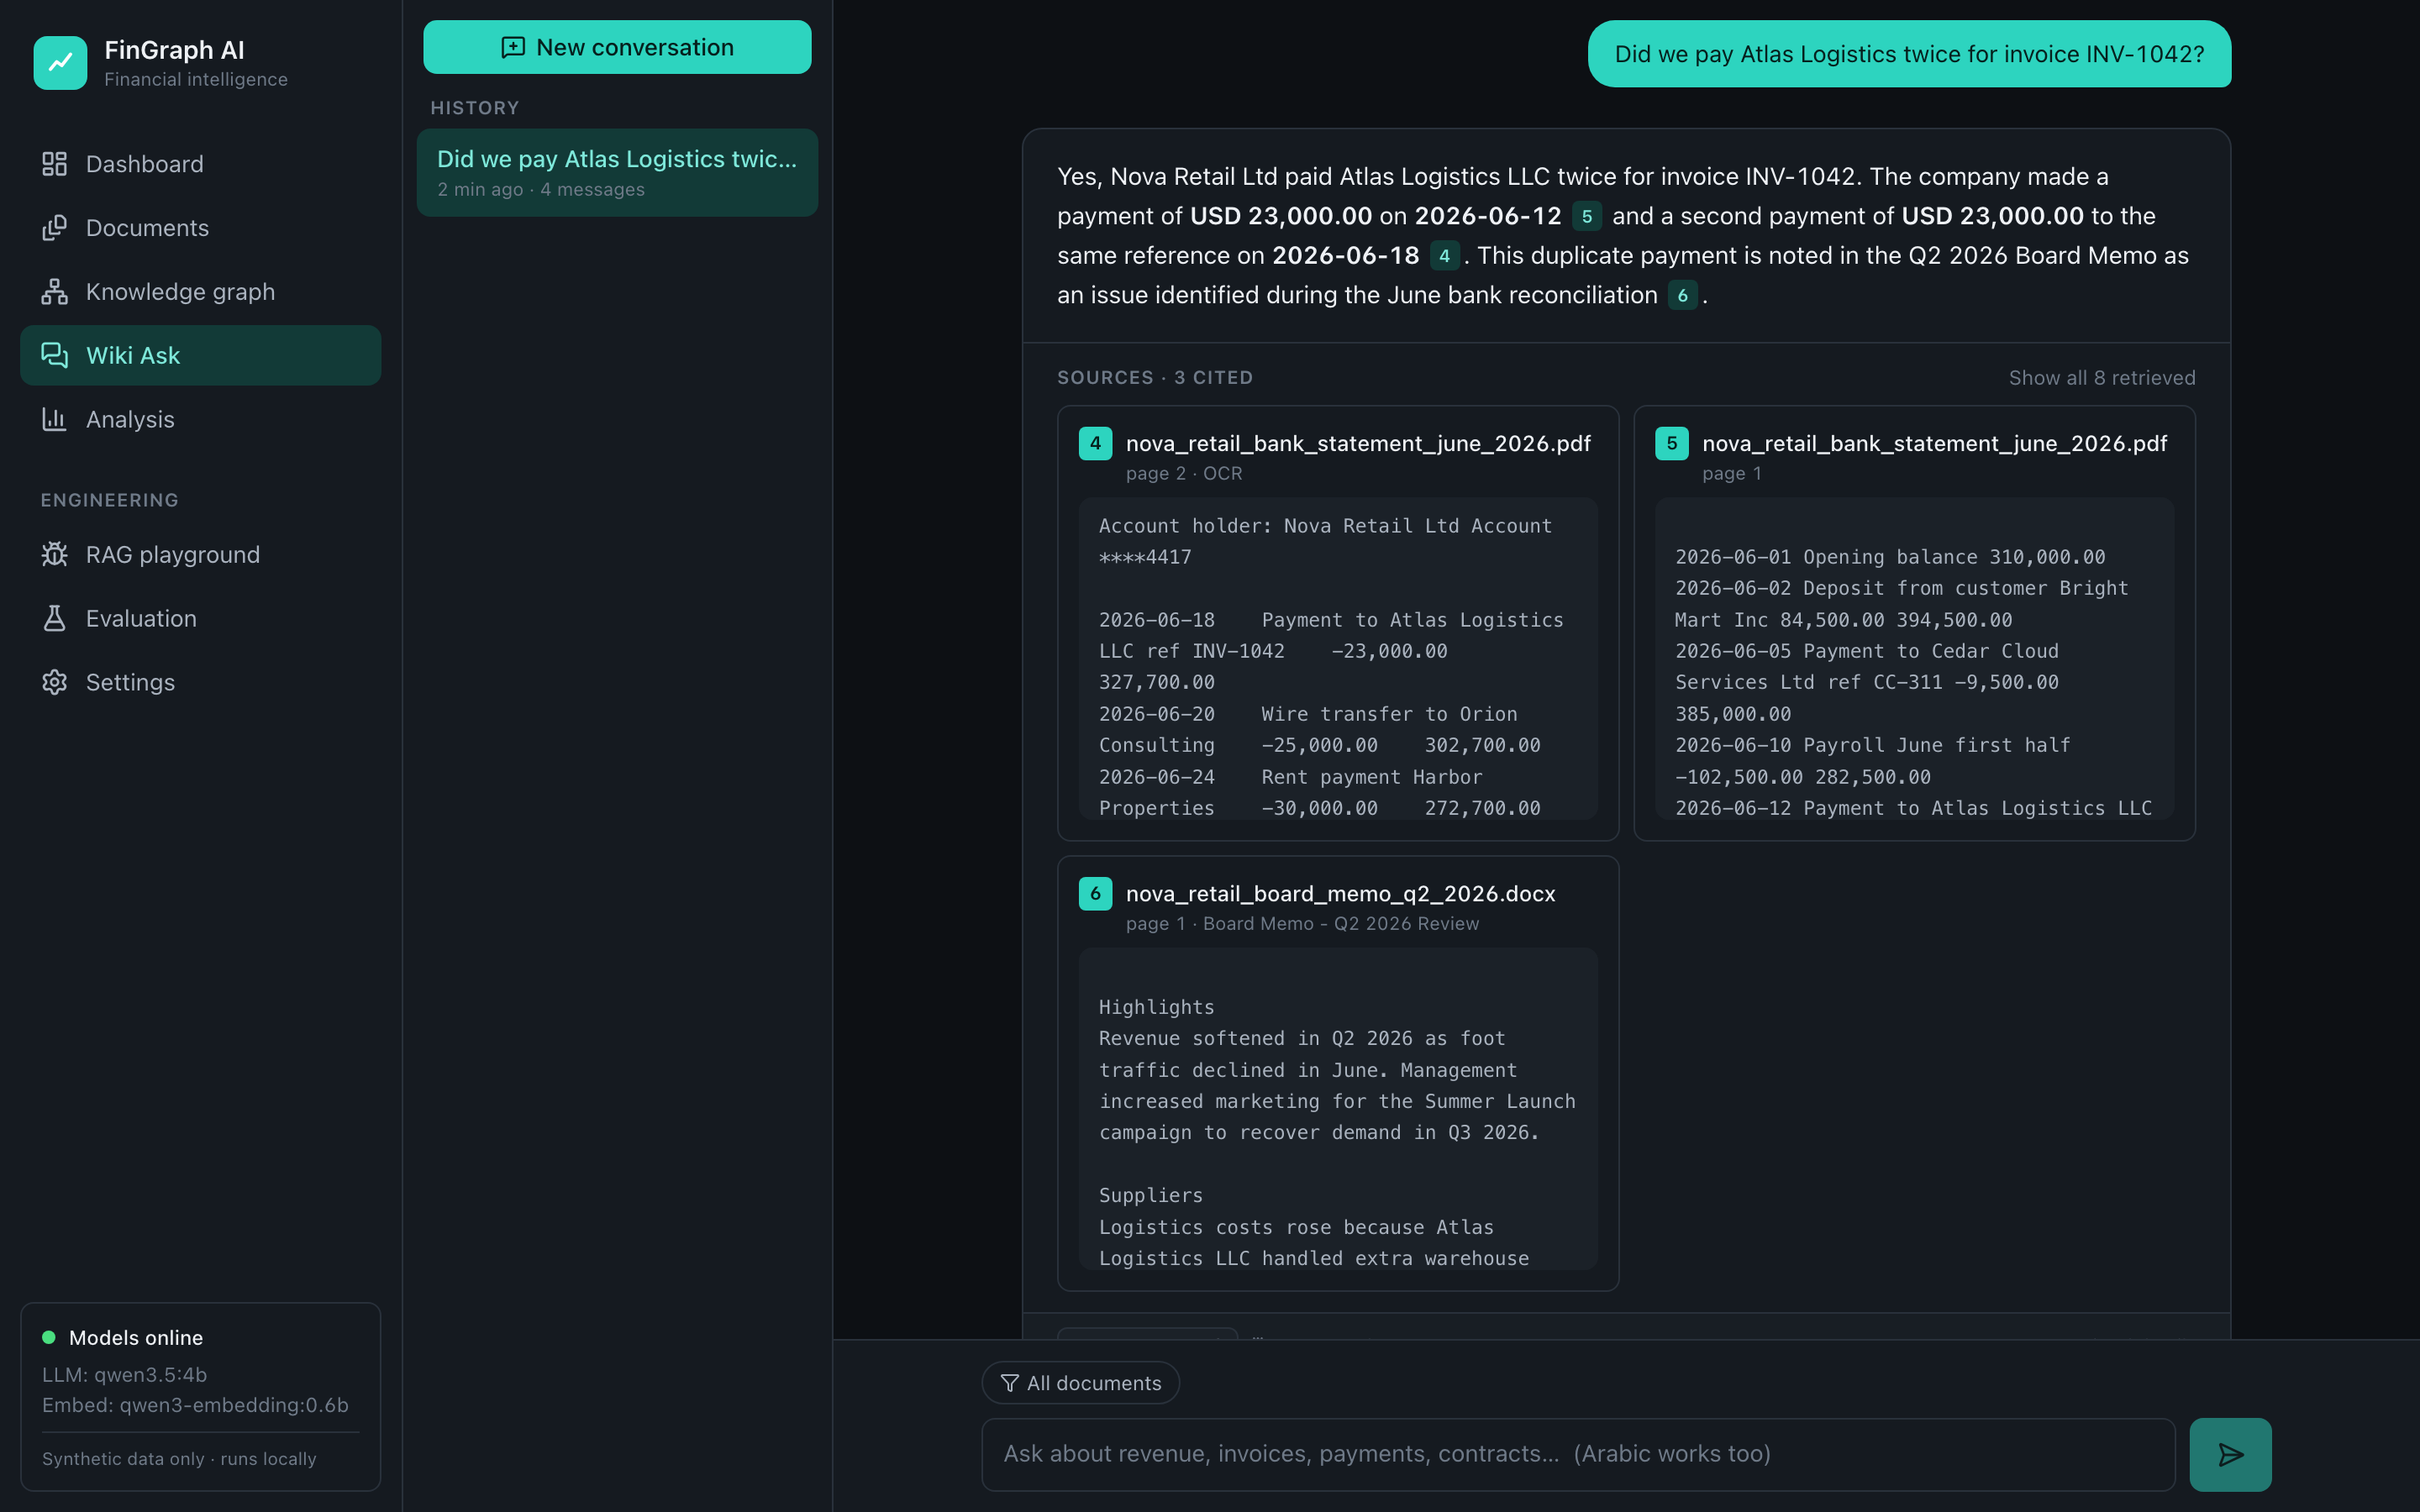 FinGraph AI
Financial intelligence
Dashboard
Documents
Knowledge graph
Wiki Ask
Analysis
ENGINEERING
RAG playground
Evaluation
Settings
Models online
LLM: qwen3.5:4b
Embed: qwen3-embedding:0.6b
Synthetic data only · runs locally
New conversation
HISTORY
Did we pay Atlas Logistics twic...
2 min ago · 4 messages
Did we pay Atlas Logistics twice for invoice INV-1042?
Yes, Nova Retail Ltd paid Atlas Logistics LLC twice for invoice INV-1042. The company made a
payment of USD 23,000.00 on 2026-06-12 5 and a second payment of USD 23,000.00 to the
same reference on 2026-06-18 4 . This duplicate payment is noted in the Q2 2026 Board Memo as
an issue identified during the June bank reconciliation 6 .
SOURCES · 3 CITED
Show all 8 retrieved
4 nova_retail_bank_statement_june_2026.pdf
page 2 · OCR
Account holder: Nova Retail Ltd Account
****4417
2026-06-18    Payment to Atlas Logistics
LLC ref INV-1042    -23,000.00
327,700.00
2026-06-20    Wire transfer to Orion
Consulting    -25,000.00    302,700.00
2026-06-24    Rent payment Harbor
Properties    -30,000.00    272,700.00
5 nova_retail_bank_statement_june_2026.pdf
page 1
2026-06-01 Opening balance 310,000.00
2026-06-02 Deposit from customer Bright
Mart Inc 84,500.00 394,500.00
2026-06-05 Payment to Cedar Cloud
Services Ltd ref CC-311 -9,500.00
385,000.00
2026-06-10 Payroll June first half
-102,500.00 282,500.00
2026-06-12 Payment to Atlas Logistics LLC
6 nova_retail_board_memo_q2_2026.docx
page 1 · Board Memo - Q2 2026 Review
Highlights
Revenue softened in Q2 2026 as foot
traffic declined in June. Management
increased marketing for the Summer Launch
campaign to recover demand in Q3 2026.
Suppliers
Logistics costs rose because Atlas
Logistics LLC handled extra warehouse
All documents
Ask about revenue, invoices, payments, contracts... (Arabic works too)